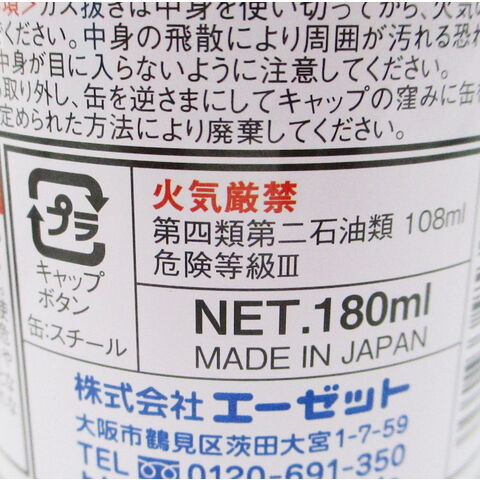 項＞ガス抜きは中身を使い切ってから、火気の
ください。中身の飛散により周囲が汚れる恐れ
中身が目に入らないように注意してください。
取り外し、缶を逆さまにしてキャップの窪みに缶を
定められた方法により廃棄してください。
プラ
キャップ
ボタン
缶:スチール
火気厳禁
第四類第二石油類 108ml
危険等級Ⅲ
NET.180ml
MADE IN JAPAN
株式会社エーゼット
大阪市鶴見区茨田大宮1-7-59
TEL 0120-691-350